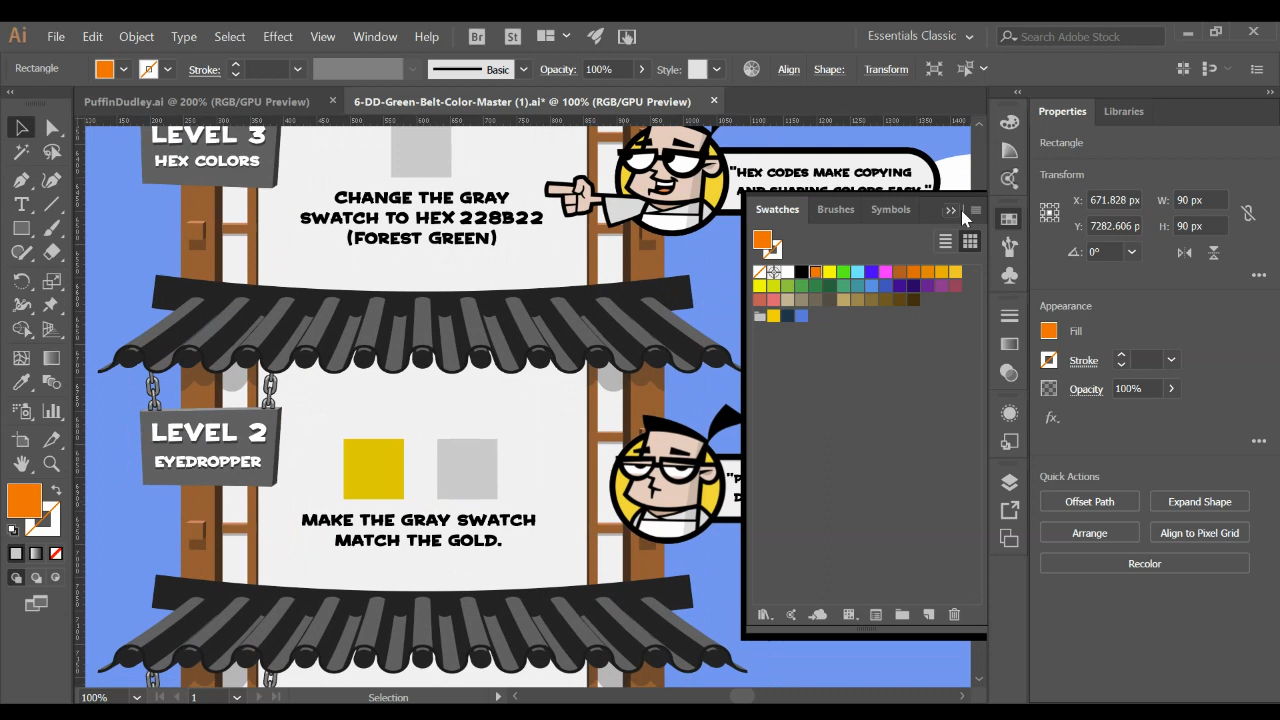 Ai File Edit Object Type Select Effect View Window Help Br St Essentials Classic Search Adobe Stock
Rectangle Stroke: Basic Opacity: 100% Style: Align Shape: Transform
PuffinDudley.ai @ 200% (RGB/GPU Preview) 6-DD-Green-Belt-Color-Master (1).ai* @ 100% (RGB/GPU Preview)
Properties Libraries
Rectangle
Transform
X: 671.828 px W: 90 px
Y: 7282.606 px H: 90 px
0°
Appearance
Fill
Stroke
Opacity 100%
fx.
Quick Actions
Offset Path Expand Shape
Arrange Align to Pixel Grid
Recolor
Swatches Brushes Symbols
LEVEL 3
HEX COLORS
CHANGE THE GRAY
SWATCH TO HEX 228B22
(FOREST GREEN)
"HEX CODES MAKE COPYING
AND SHARING COLORS EASY."
LEVEL 2
EYEDROPPER
MAKE THE GRAY SWATCH
MATCH THE GOLD.
100% 1 Selection